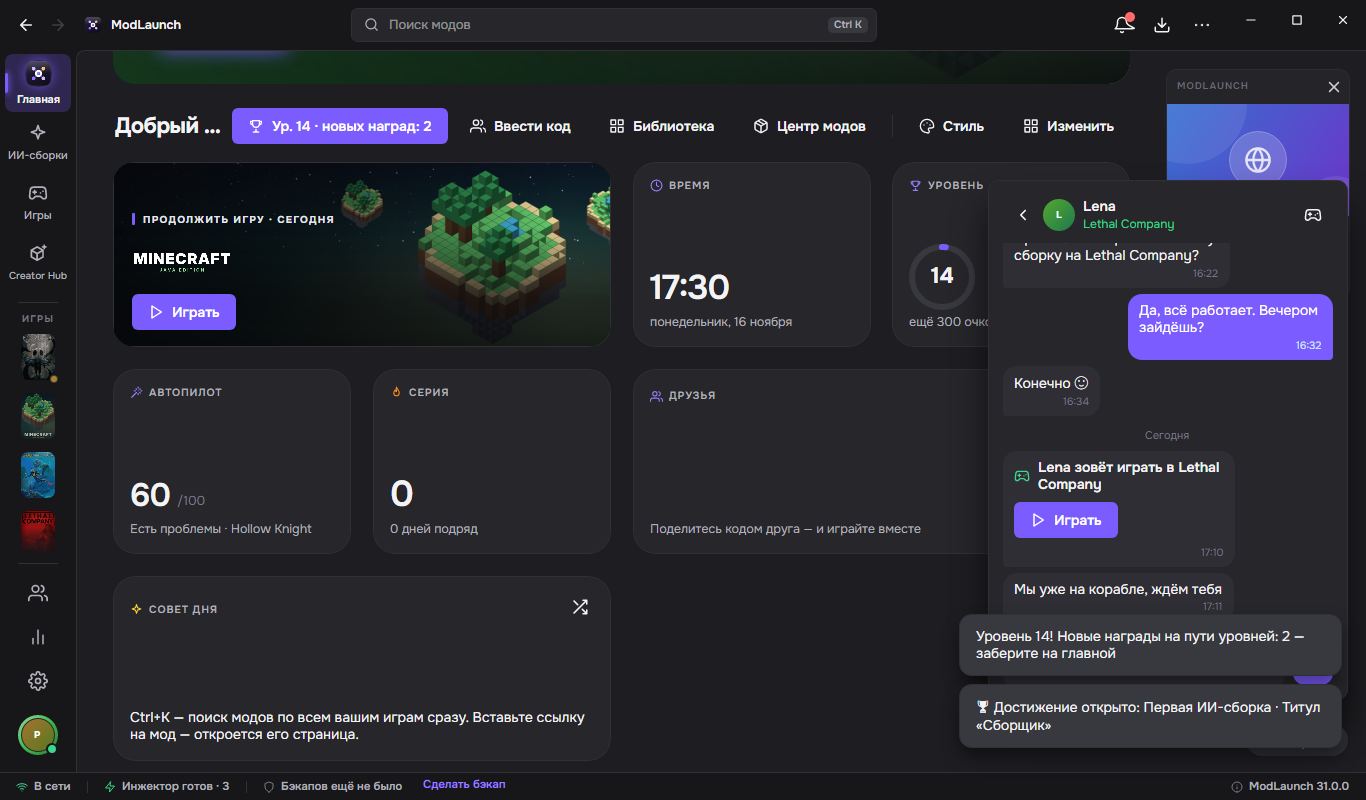 ModLaunch
Поиск модов
Ctrl K
Главная
ИИ-сборки
Игры
Creator Hub
ИГРЫ
MINECRAFT
LETHAL COMPANY
P
Добрый ...
Ур. 14 · новых наград: 2
Ввести код
Библиотека
Центр модов
Стиль
Изменить
ПРОДОЛЖИТЬ ИГРУ · СЕГОДНЯ
MINECRAFT
JAVA EDITION
Играть
ВРЕМЯ
17:30
понедельник, 16 ноября
УРОВЕНЬ
14
ещё 300 очко
АВТОПИЛОТ
60 /100
Есть проблемы · Hollow Knight
СЕРИЯ
0
0 дней подряд
ДРУЗЬЯ
Поделитесь кодом друга — и играйте вместе
СОВЕТ ДНЯ
Ctrl+K — поиск модов по всем вашим играм сразу. Вставьте ссылку
на мод — откроется его страница.
MODLAUNCH
L
Lena
Lethal Company
сборку на Lethal Company?
16:22
Да, всё работает. Вечером
зайдёшь?
16:32
Конечно 🙂
16:34
Сегодня
Lena зовёт играть в Lethal
Company
Играть
17:10
Мы уже на корабле, ждём тебя
17:11
Уровень 14! Новые награды на пути уровней: 2 —
заберите на главной
🏆 Достижение открыто: Первая ИИ-сборка · Титул
«Сборщик»
В сети
Инжектор готов · 3
Бэкапов ещё не было
Сделать бэкап
ModLaunch 31.0.0